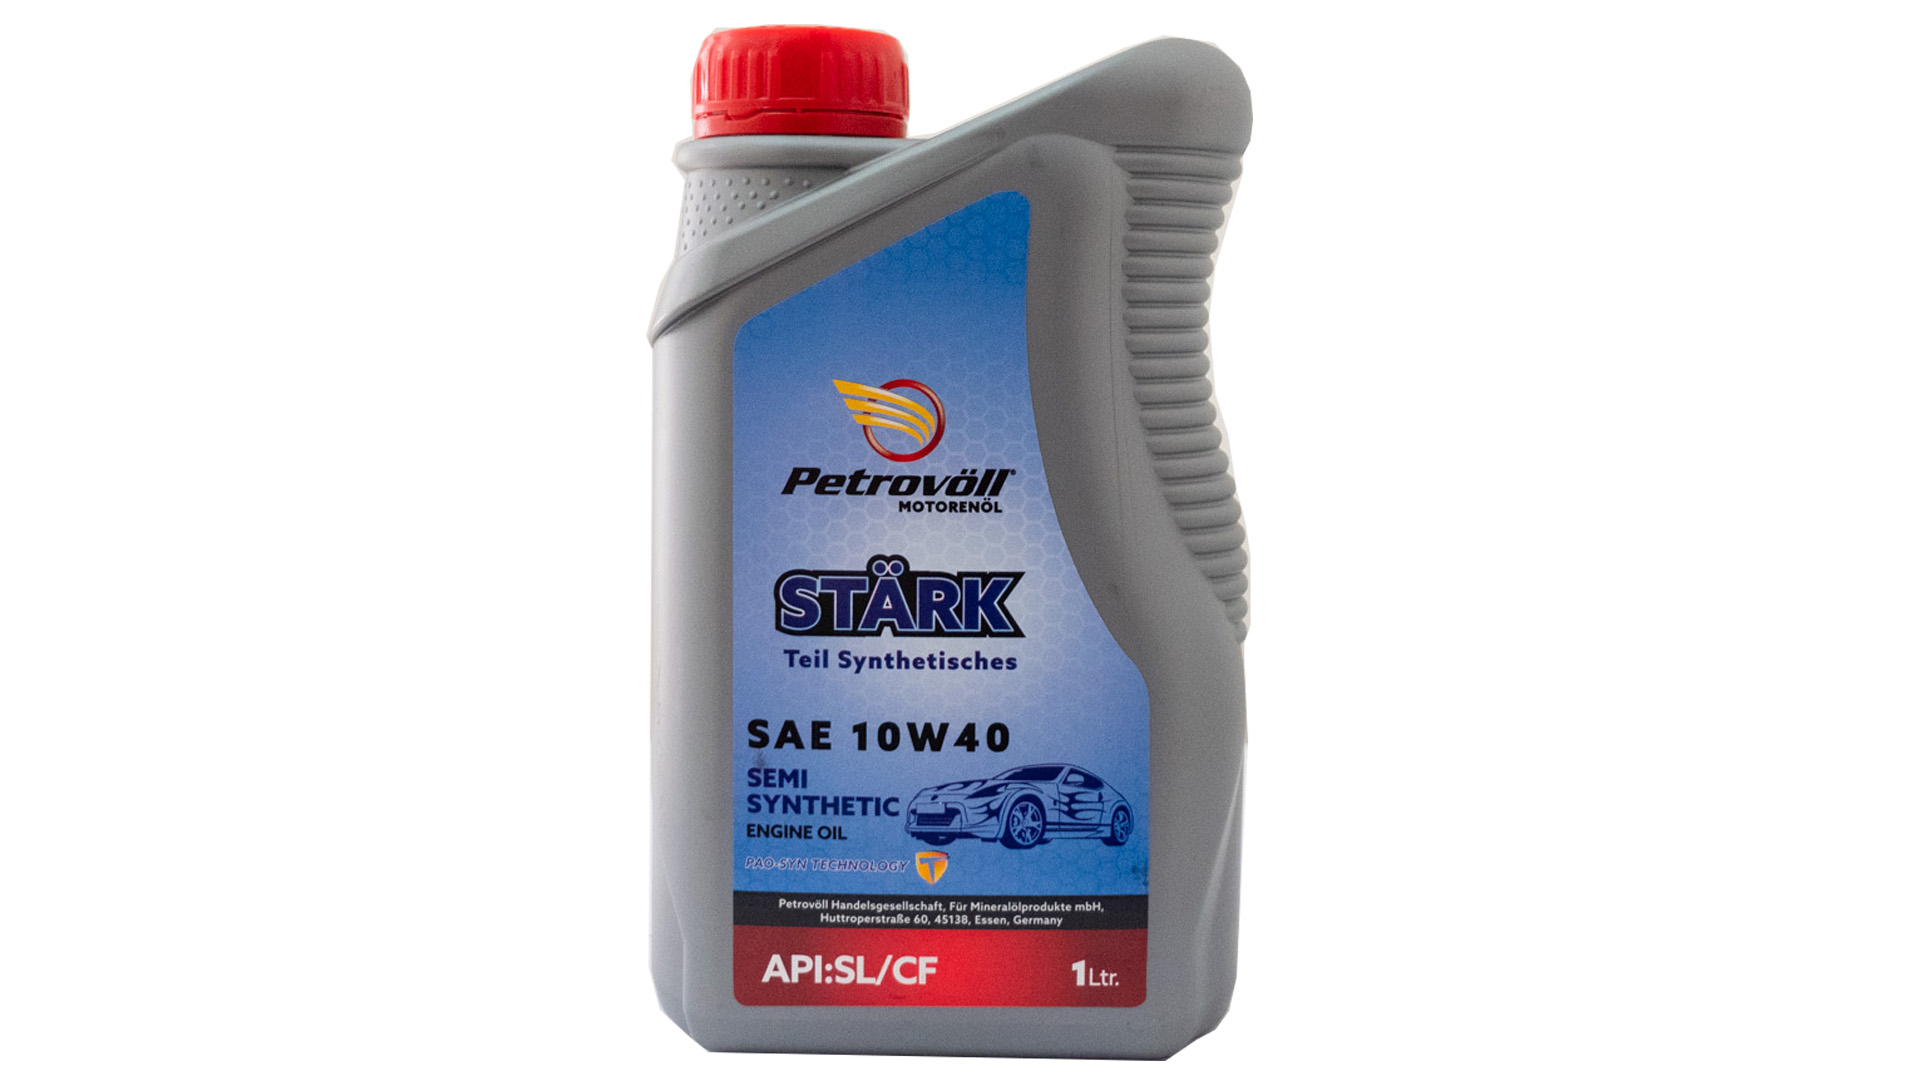 Petrovöll®
MOTORENÖL
STÄRK
Teil Synthetisches
SAE 10W40
SEMI
SYNTHETIC
ENGINE OIL
PAO-SYN TECHNOLOGY T
Petrovöll Handelsgesellschaft, Für Mineralölprodukte mbH,
Huttroperstraße 60, 45138, Essen, Germany
API:SL/CF 1Ltr.